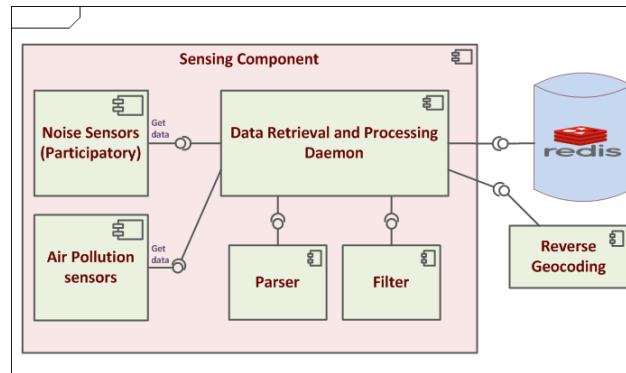 Sensing Component
Noise Sensors
(Participatory)
Get
data
Data Retrieval and Processing
Daemon
redis
Air Pollution
sensors
Get
data
Parser
Filter
Reverse
Geocoding